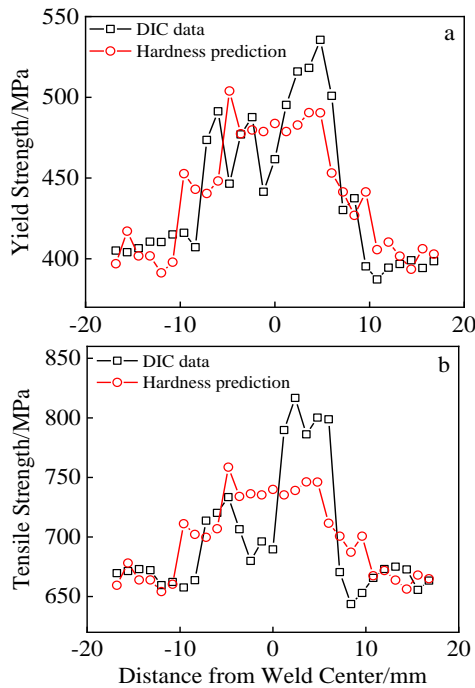 550
a
DIC data
Hardness prediction
500
450
400
Yield Strength/MPa
-20 -10 0 10 20
850
b
DIC data
Hardness prediction
800
750
700
650
Tensile Strength/MPa
-20 -10 0 10 20
Distance from Weld Center/mm